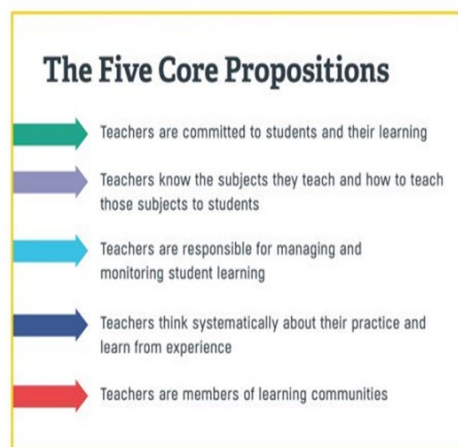 The Five Core Propositions
Teachers are committed to students and their learning
Teachers know the subjects they teach and how to teach
those subjects to students
Teachers are responsible for managing and
monitoring student learning
Teachers think systematically about their practice and
learn from experience
Teachers are members of learning communities